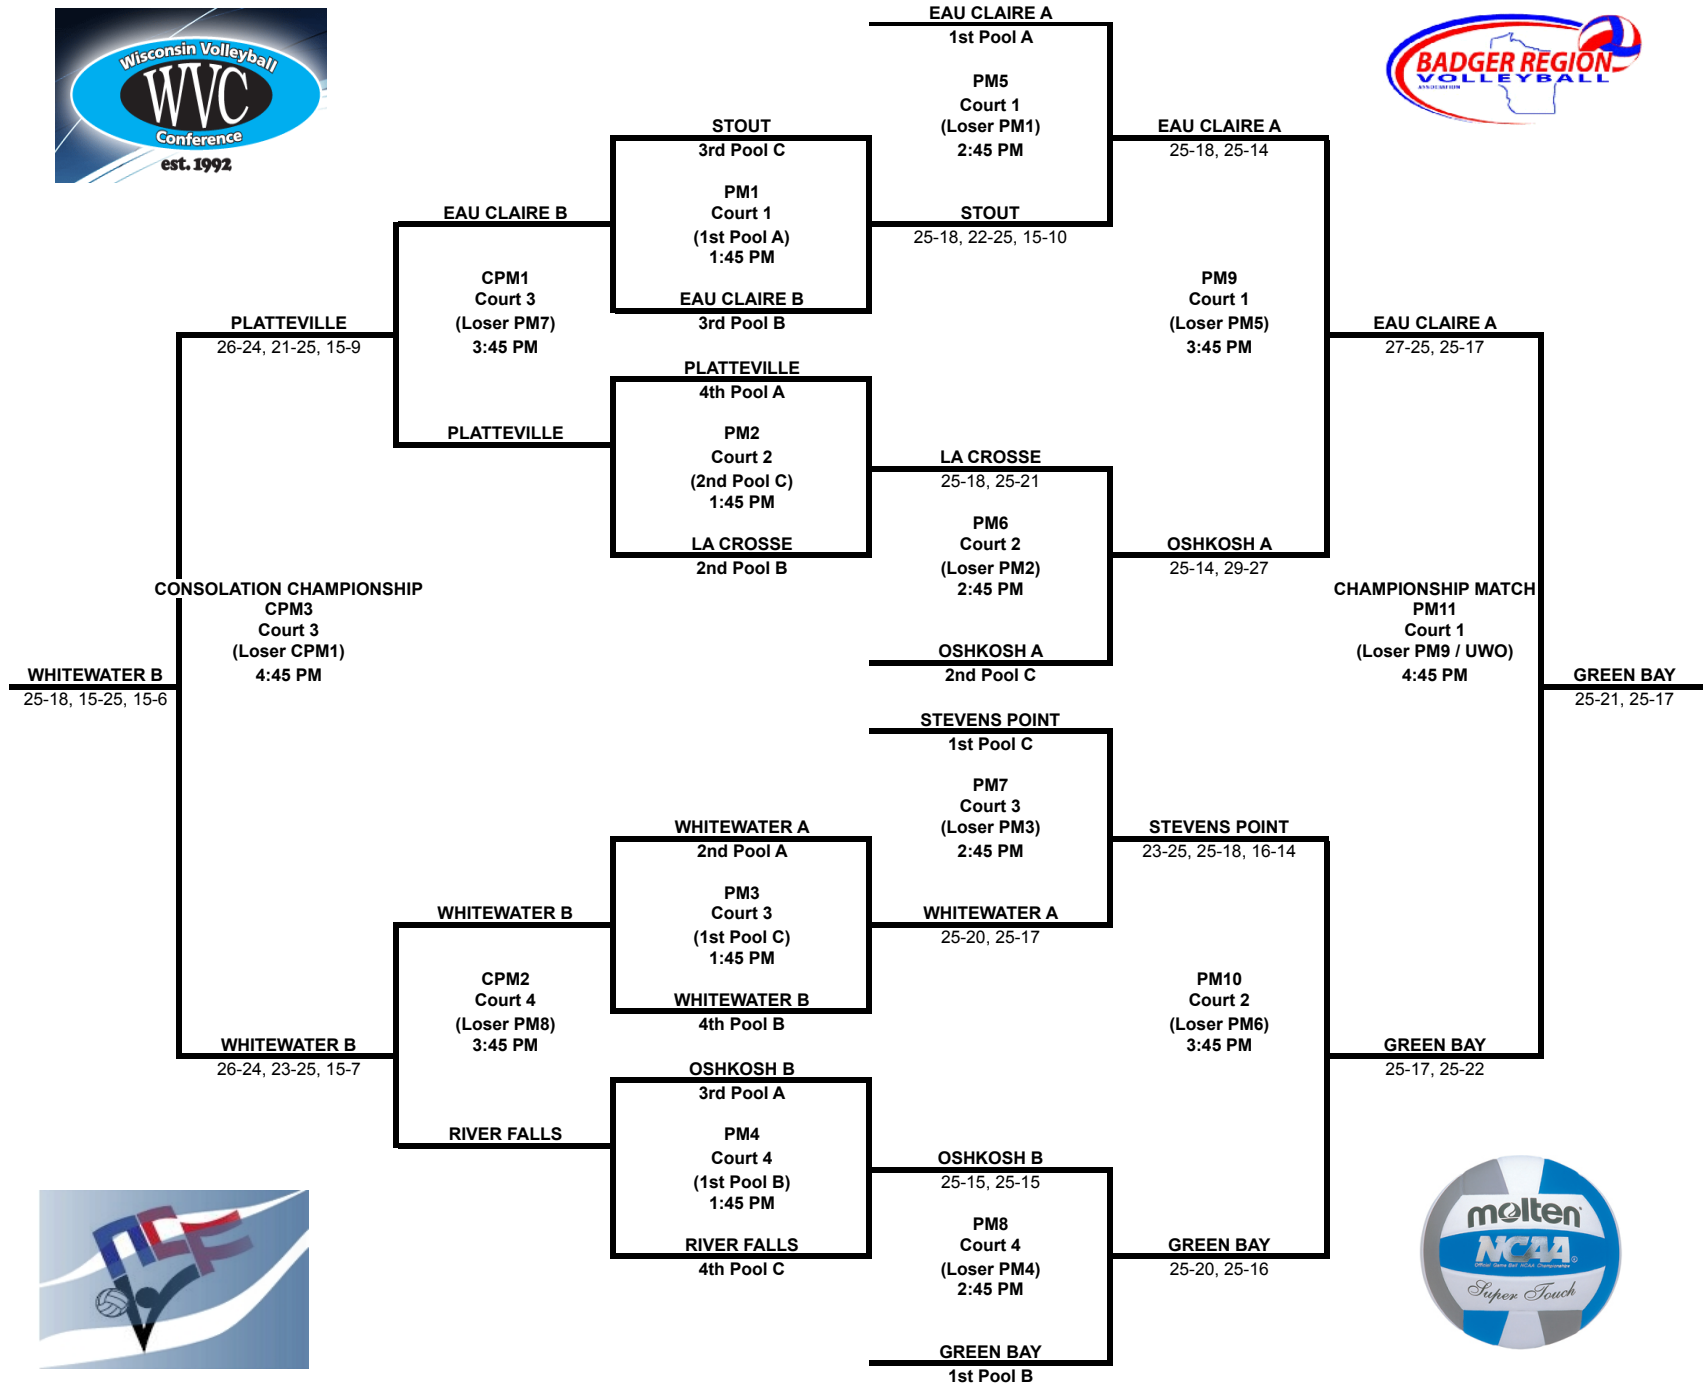 Wisconsin Volleyball
WVC
Conference
est. 1992
BADGER REGION
VOLLEYBALL
ASSOCIATION
EAU CLAIRE A
1st Pool A
PM5
Court 1
(Loser PM1)
2:45 PM
STOUT
3rd Pool C
PM1
Court 1
(1st Pool A)
1:45 PM
EAU CLAIRE B
3rd Pool B
EAU CLAIRE A
25-18, 25-14
STOUT
25-18, 22-25, 15-10
EAU CLAIRE B
CPM1
Court 3
(Loser PM7)
3:45 PM
PLATTEVILLE
26-24, 21-25, 15-9
PM9
Court 1
(Loser PM5)
3:45 PM
EAU CLAIRE A
27-25, 25-17
PLATTEVILLE
4th Pool A
PM2
Court 2
(2nd Pool C)
1:45 PM
LA CROSSE
2nd Pool B
PLATTEVILLE
LA CROSSE
25-18, 25-21
PM6
Court 2
(Loser PM2)
2:45 PM
OSHKOSH A
2nd Pool C
OSHKOSH A
25-14, 29-27
CONSOLATION CHAMPIONSHIP
CPM3
Court 3
(Loser CPM1)
4:45 PM
WHITEWATER B
25-18, 15-25, 15-6
CHAMPIONSHIP MATCH
PM11
Court 1
(Loser PM9 / UWO)
4:45 PM
GREEN BAY
25-21, 25-17
STEVENS POINT
1st Pool C
PM7
Court 3
(Loser PM3)
2:45 PM
WHITEWATER A
2nd Pool A
PM3
Court 3
(1st Pool C)
1:45 PM
WHITEWATER B
4th Pool B
STEVENS POINT
23-25, 25-18, 16-14
WHITEWATER A
25-20, 25-17
WHITEWATER B
CPM2
Court 4
(Loser PM8)
3:45 PM
PM10
Court 2
(Loser PM6)
3:45 PM
WHITEWATER B
26-24, 23-25, 15-7
GREEN BAY
25-17, 25-22
OSHKOSH B
3rd Pool A
PM4
Court 4
(1st Pool B)
1:45 PM
RIVER FALLS
4th Pool C
RIVER FALLS
OSHKOSH B
25-15, 25-15
PM8
Court 4
(Loser PM4)
2:45 PM
GREEN BAY
25-20, 25-16
GREEN BAY
1st Pool B
NCF
molten
NCAA
Official Game Ball NCAA Championships
Super Touch